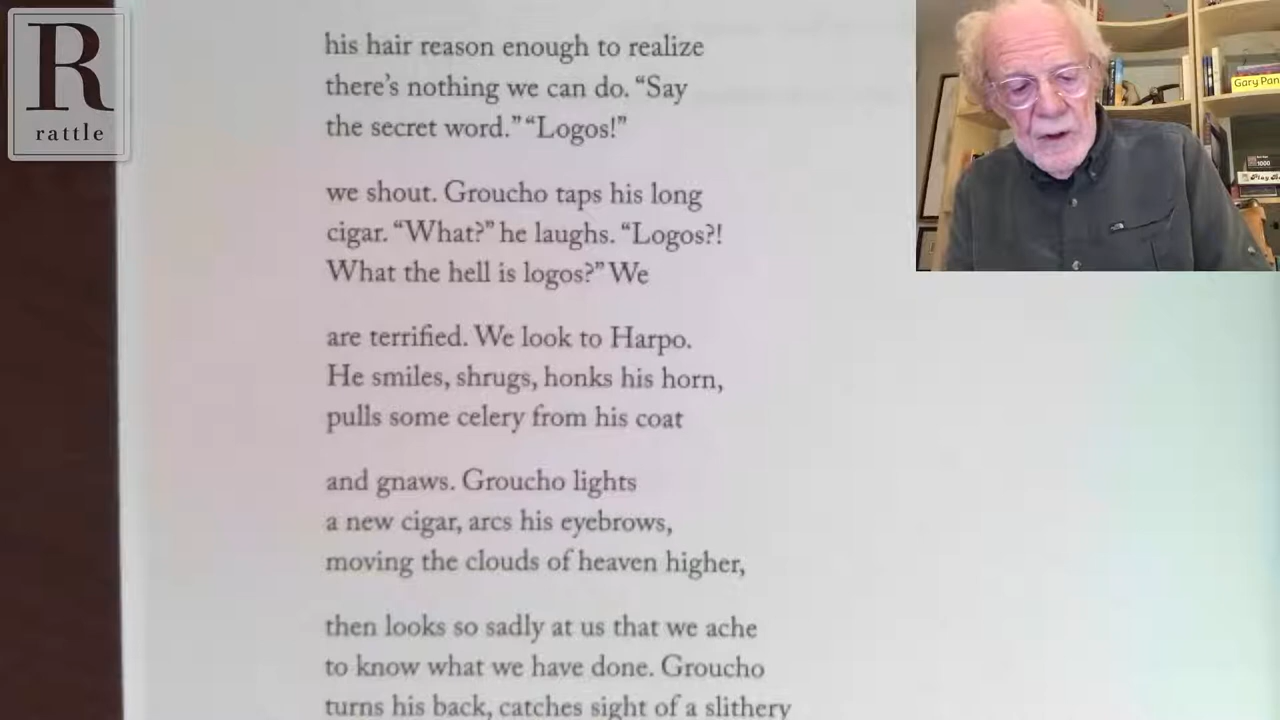 R
rattle
his hair reason enough to realize
there's nothing we can do. “Say
the secret word.” “Logos!”
we shout. Groucho taps his long
cigar. “What?” he laughs. “Logos?!
What the hell is logos?” We
are terrified. We look to Harpo.
He smiles, shrugs, honks his horn,
pulls some celery from his coat
and gnaws. Groucho lights
a new cigar, arcs his eyebrows,
moving the clouds of heaven higher,
then looks so sadly at us that we ache
to know what we have done. Groucho
turns his back, catches sight of a slithery
Gary Pan
1000